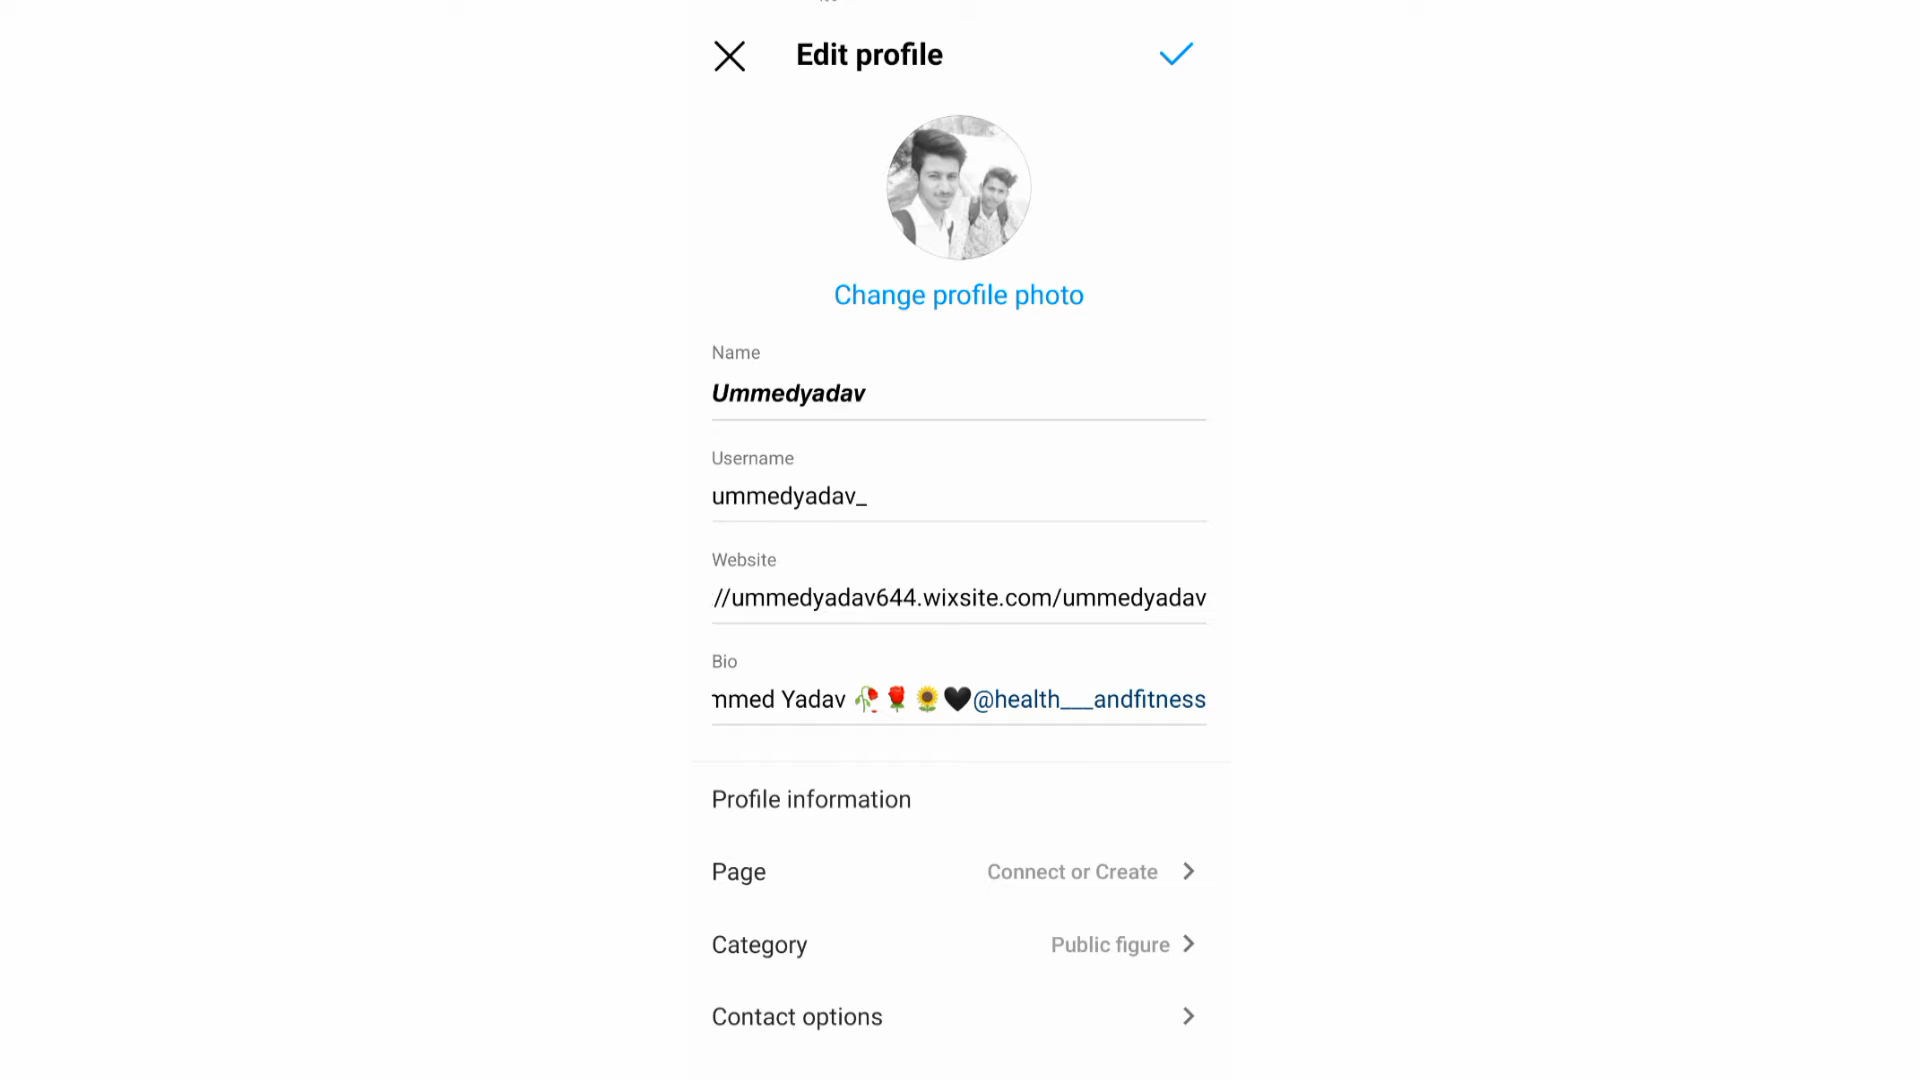 Edit profile
Change profile photo
Name
Ummedyadav
Username
ummedyadav_
Website
//ummedyadav644.wixsite.com/ummedyadav
Bio
mmed Yadav 🥀🌹🌻🖤@health___andfitness
Profile information
Page Connect or Create
Category Public figure
Contact options